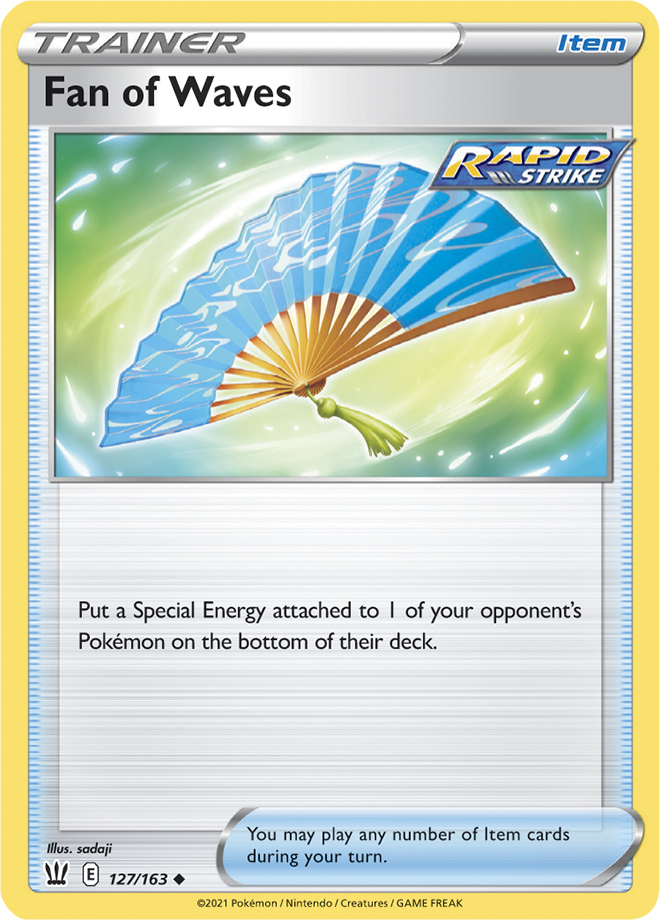 TRAINER
Item
Fan of Waves
RAPID
STRIKE
Put a Special Energy attached to 1 of your opponent's
Pokémon on the bottom of their deck.
Illus. sadaji
You may play any number of Item cards
during your turn.
E 127/163 ◆
©2021 Pokémon / Nintendo / Creatures / GAME FREAK